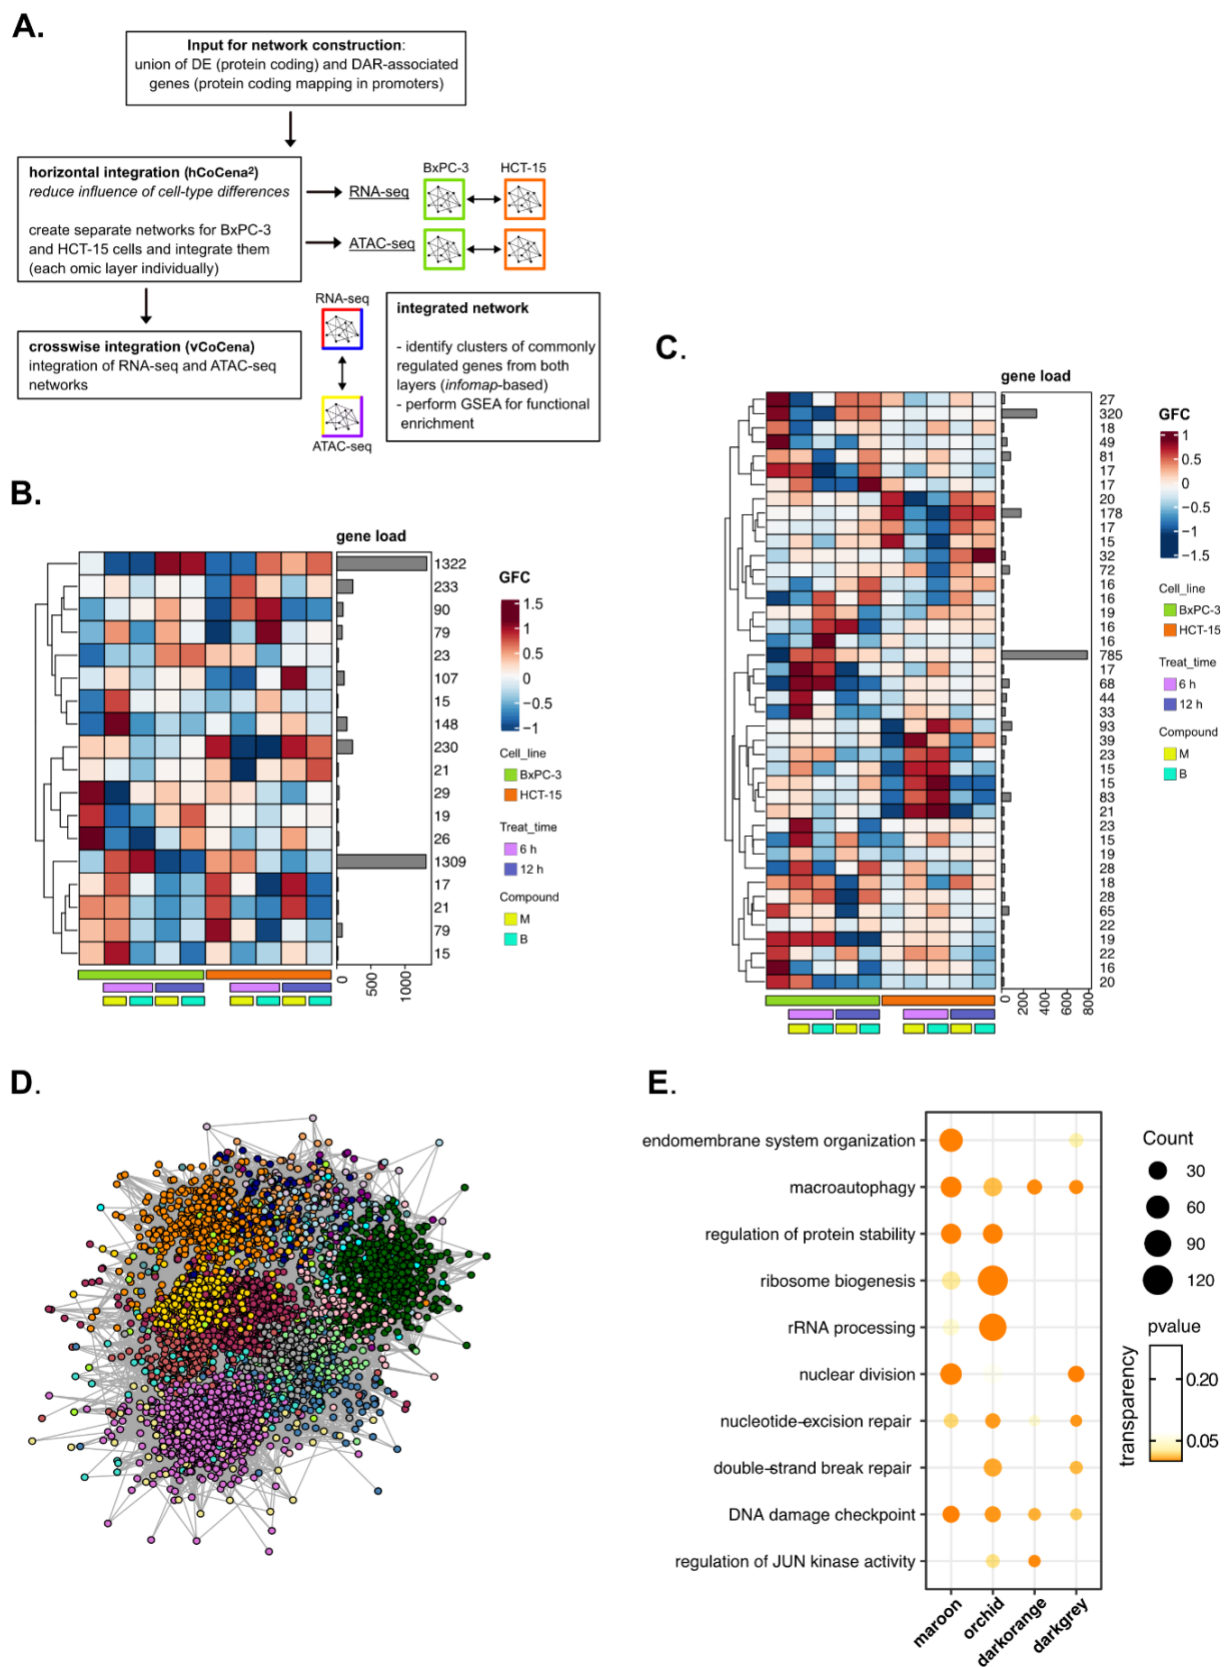 A.
Input for network construction:
union of DE (protein coding) and DAR-associated
genes (protein coding mapping in promoters)
horizontal integration (hCoCena²)
reduce influence of cell-type differences
create separate networks for BxPC-3
and HCT-15 cells and integrate them
(each omic layer individually)
BxPC-3
HCT-15
RNA-seq
ATAC-seq
crosswise integration (vCoCena)
integration of RNA-seq and ATAC-seq
networks
RNA-seq
ATAC-seq
integrated network
- identify clusters of commonly
regulated genes from both
layers (infomap-based)
- perform GSEA for functional
enrichment
B.
gene load
1322
233
90
79
23
107
15
148
230
21
29
19
26
1309
17
21
79
15
0
500
1000
GFC
1.5
1
0.5
0
−0.5
−1
Cell_line
BxPC-3
HCT-15
Treat_time
6 h
12 h
Compound
M
B
C.
gene load
27
320
18
49
81
17
17
20
178
17
15
32
72
16
16
19
16
16
785
17
68
44
33
93
39
23
15
15
83
21
23
15
19
28
18
28
65
22
19
22
16
20
0
200
400
600
800
GFC
1
0.5
0
−0.5
−1
−1.5
Cell_line
BxPC-3
HCT-15
Treat_time
6 h
12 h
Compound
M
B
D.
E.
endomembrane system organization
macroautophagy
regulation of protein stability
ribosome biogenesis
rRNA processing
nuclear division
nucleotide-excision repair
double-strand break repair
DNA damage checkpoint
regulation of JUN kinase activity
maroon
orchid
darkorange
darkgrey
Count
30
60
90
120
pvalue
transparency
0.20
0.05